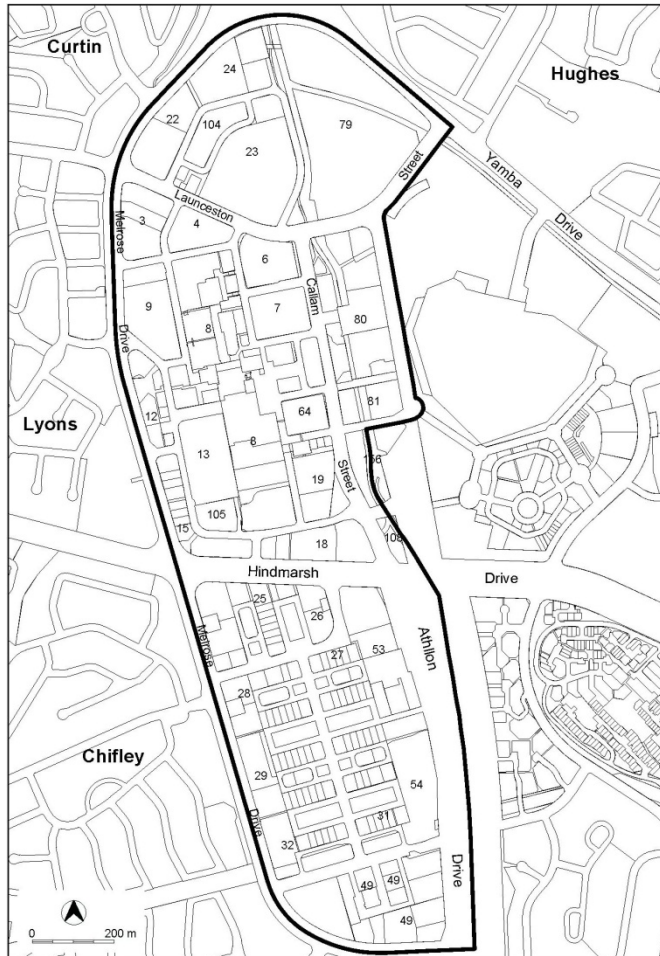 Curtin
Hughes
24
22
104
79
23
Street
Yamba
Drive
Launceston
Melrose
3
4
6
Callam
9
7
8
80
Drive
12
64
81
Lyons
13
8
156
19
Street
105
15
18
108
Hindmarsh
Drive
25
26
Athllon
Melrose
27
53
28
Chifley
29
54
31
Drive
32
Drive
49
49
49
0
200 m